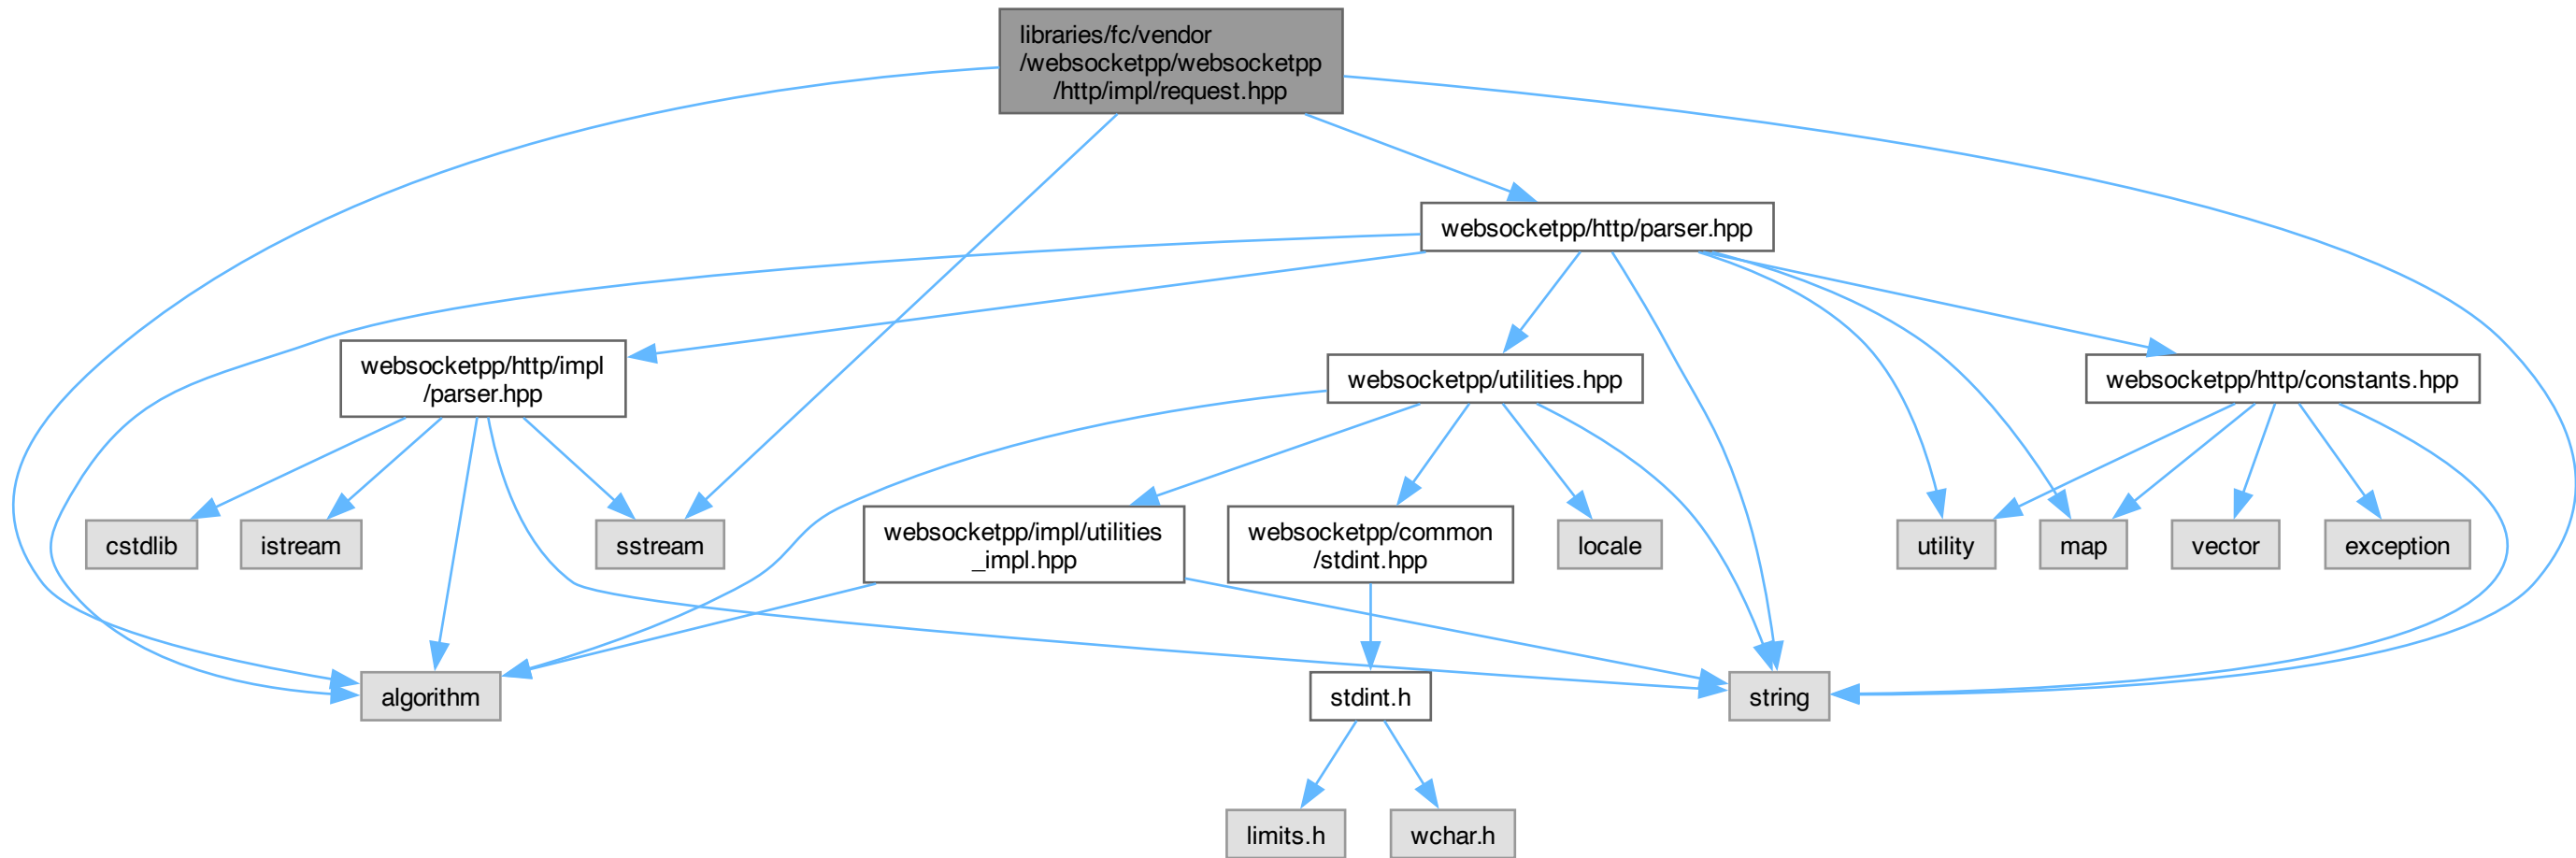 libraries/fc/vendor
/websocketpp/websocketpp
/http/impl/request.hpp
websocketpp/http/parser.hpp
websocketpp/http/impl
/parser.hpp
websocketpp/utilities.hpp
websocketpp/http/constants.hpp
cstdlib
istream
sstream
websocketpp/impl/utilities
_impl.hpp
websocketpp/common
/stdint.hpp
locale
utility
map
vector
exception
algorithm
stdint.h
string
limits.h
wchar.h